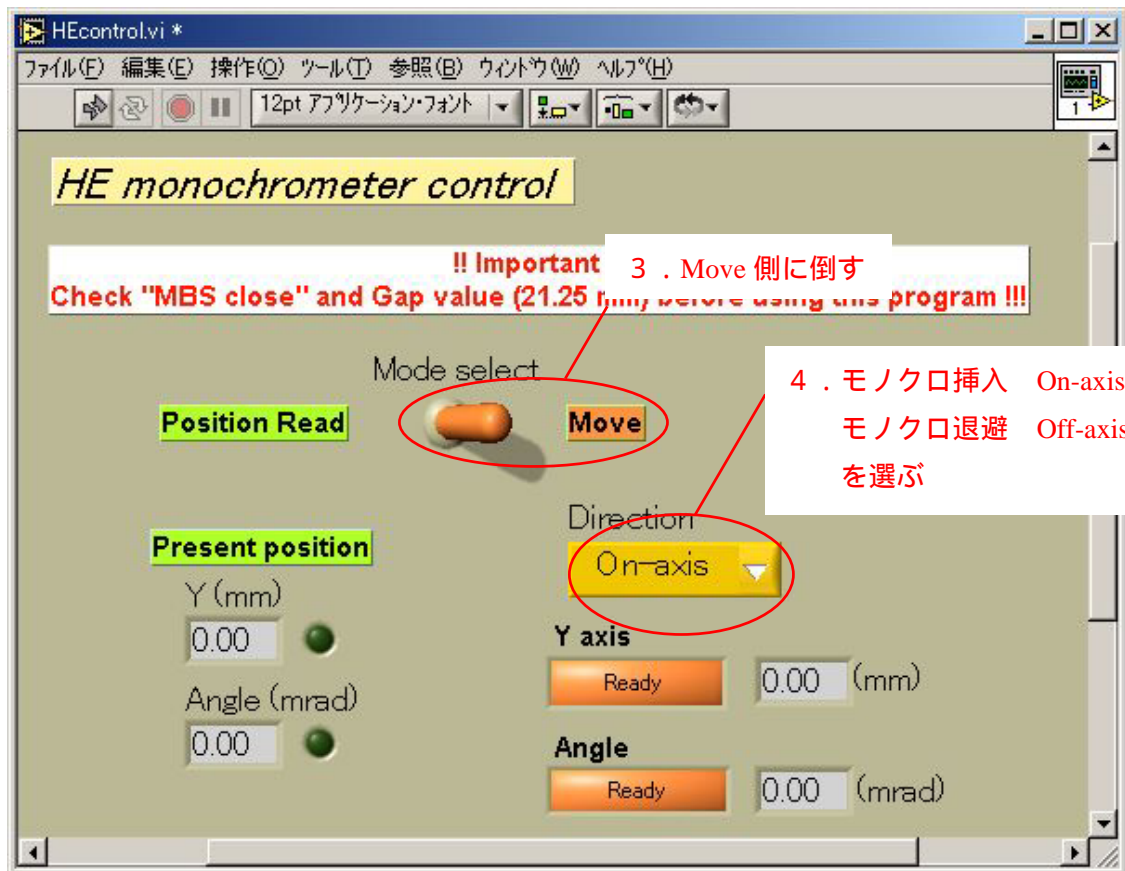 HEcontrol.vi *
ファイル(F) 編集(E) 操作(O) ツール(T) 参照(B) ウィンドウ(W) ヘルプ(H)
12pt アプリケーション・フォント
1
HE monochrometer control
!! Important
3．Move 側に倒す
Check "MBS close" and Gap value (21.25 mm) before using this program !!!
Mode select
4．モノクロ挿入 On-axis
モノクロ退避 Off-axis
を選ぶ
Position Read
Move
Direction
On-axis
Present position
Y (mm)
0.00
Y axis
Ready
0.00 (mm)
Angle (mrad)
0.00
Angle
Ready
0.00 (mrad)